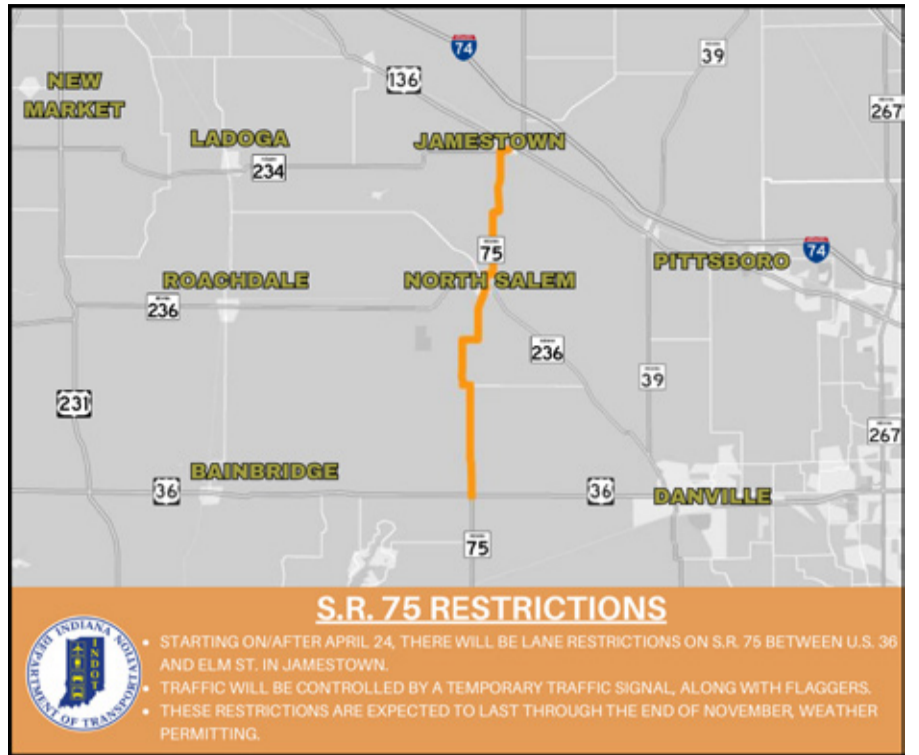 74
39
136
267
NEW
MARKET
LADOGA
JAMESTOWN
234
75
74
PITTSBORO
ROACHDALE
NORTH SALEM
236
236
39
231
267
BAINBRIDGE
36
36
DANVILLE
75
S.R. 75 RESTRICTIONS
• STARTING ON/AFTER APRIL 24, THERE WILL BE LANE RESTRICTIONS ON S.R. 75 BETWEEN U.S. 36
AND ELM ST. IN JAMESTOWN.
• TRAFFIC WILL BE CONTROLLED BY A TEMPORARY TRAFFIC SIGNAL, ALONG WITH FLAGGERS.
• THESE RESTRICTIONS ARE EXPECTED TO LAST THROUGH THE END OF NOVEMBER, WEATHER
PERMITTING.
INDIANA
DEPARTMENT OF TRANSPORTATION
INDOT